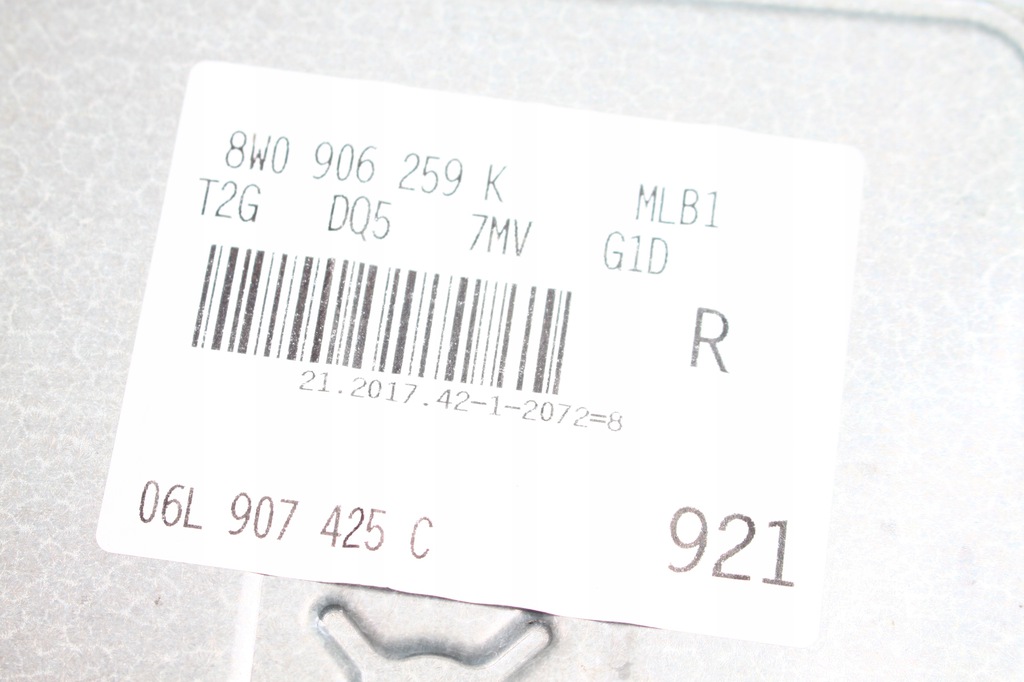 8W0 906 259 K MLB1
T2G DQ5 7MV G1D
R
21.2017.42-1-2072=8
06L 907 425 C 921